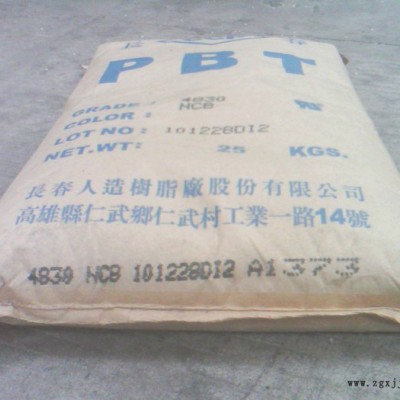 長 春
PBT
GRADE: 4830
COLOR: NCB
LOT NO: 101228D12
NET.WT: 25 KGS.
長春人造樹脂廠股份有限公司
高雄縣仁武鄉仁武村工業一路14號
4830 NCB 101228D12 A1373